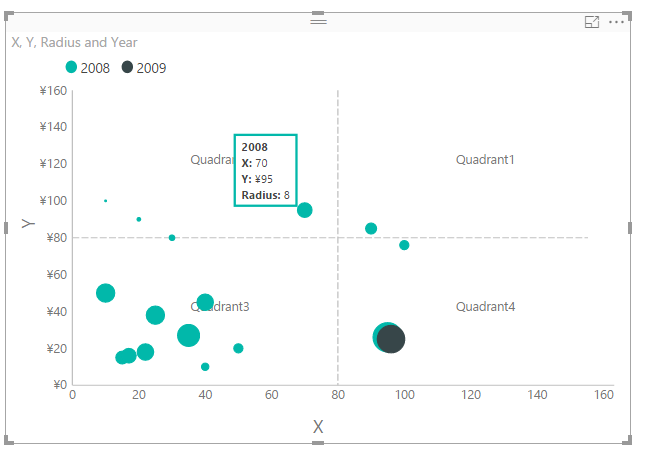 X, Y, Radius and Year
2008 2009
¥160
¥140
¥120
¥100
¥80
¥60
¥40
¥20
¥0
Y
Quadrant1
2008
X: 70
Y: ¥95
Radius: 8
Quadrant3
Quadrant4
0 20 40 60 80 100 120 140 160
X